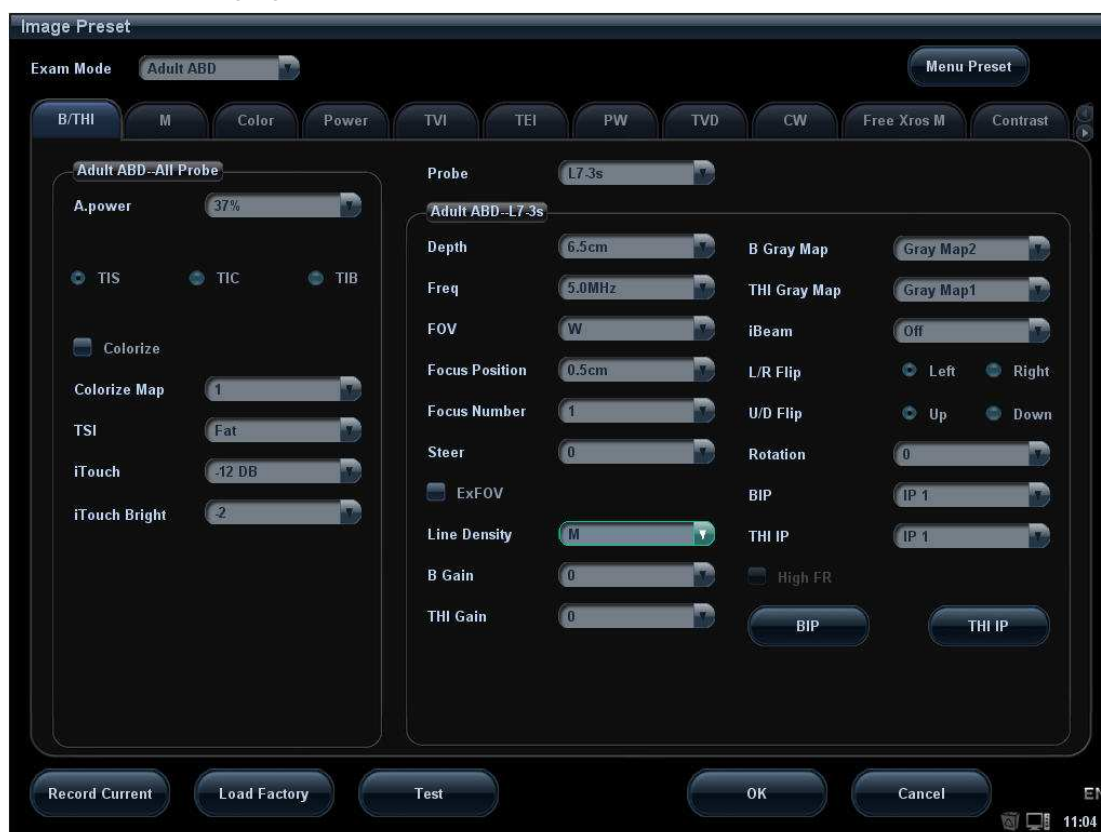 Image Preset
Exam Mode Adult ABD Menu Preset
B/THI M Color Power TVI TEI PW TVD CW Free Xros M Contrast
Adult ABD--All Probe
A.power 37%
TIS TIC TIB
Colorize
Colorize Map 1
TSI Fat
iTouch -12 DB
iTouch Bright -2
Probe L7-3s
Adult ABD--L7-3s
Depth 6.5cm
Freq 5.0MHz
FOV W
Focus Position 0.5cm
Focus Number 1
Steer 0
ExFOV
Line Density M
B Gain 0
THI Gain 0
B Gray Map Gray Map2
THI Gray Map Gray Map1
iBeam Off
L/R Flip Left Right
U/D Flip Up Down
Rotation 0
BIP IP 1
THI IP IP 1
High FR
BIP THI IP
Record Current Load Factory Test OK Cancel EN
11:04